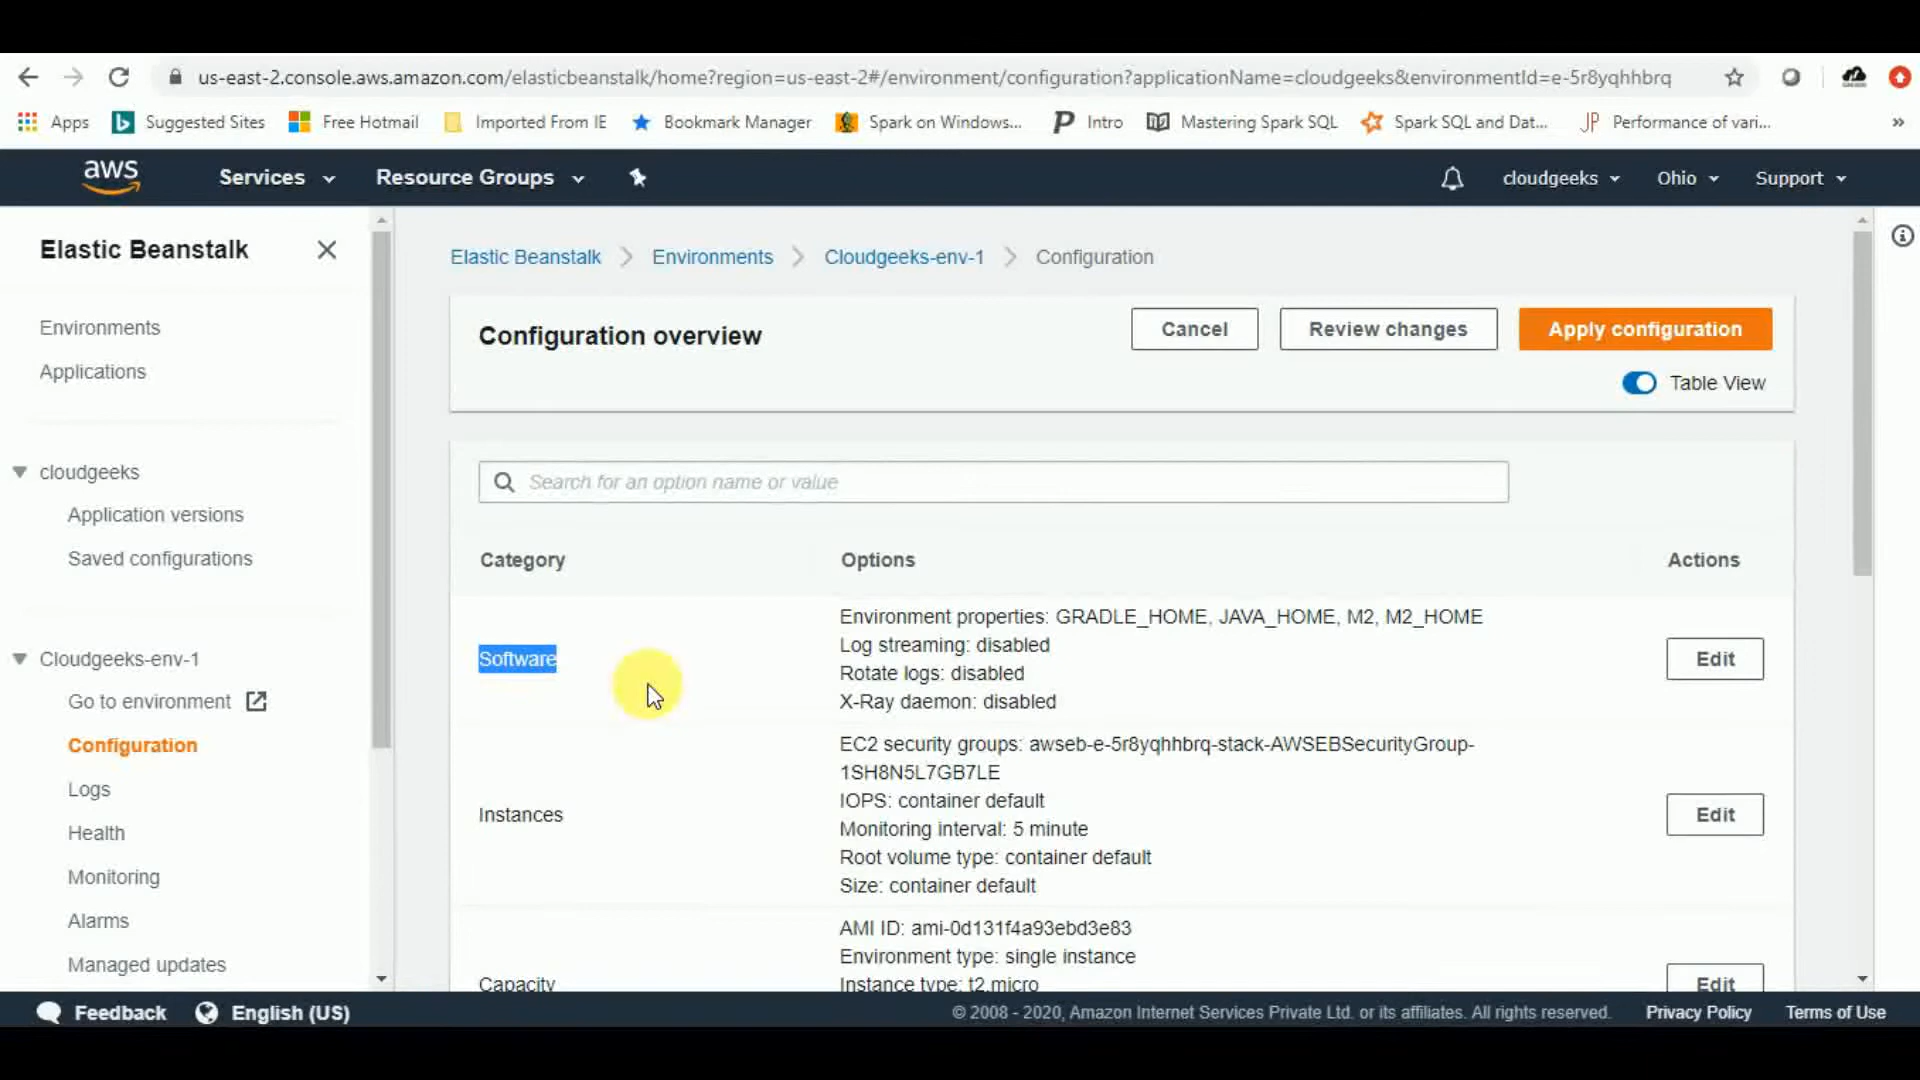 us-east-2.console.aws.amazon.com/elasticbeanstalk/home?region=us-east-2#/environment/configuration?applicationName=cloudgeeks&environmentId=e-5r8yqhhbrq
Apps Suggested Sites Free Hotmail Imported From IE Bookmark Manager Spark on Windows... Intro Mastering Spark SQL Spark SQL and Dat... Performance of vari... »
aws Services Resource Groups cloudgeeks Ohio Support
Elastic Beanstalk
Environments
Applications
cloudgeeks
Application versions
Saved configurations
Cloudgeeks-env-1
Go to environment
Configuration
Logs
Health
Monitoring
Alarms
Managed updates
Elastic Beanstalk Environments Cloudgeeks-env-1 Configuration
Configuration overview Cancel Review changes Apply configuration
Table View
Search for an option name or value
Category Options Actions
Software
Environment properties: GRADLE_HOME, JAVA_HOME, M2, M2_HOME
Log streaming: disabled
Rotate logs: disabled
X-Ray daemon: disabled
Edit
Instances
EC2 security groups: awseb-e-5r8yqhhbrq-stack-AWSEBSecurityGroup-
1SH8N5L7GB7LE
IOPS: container default
Monitoring interval: 5 minute
Root volume type: container default
Size: container default
Edit
Capacity
AMI ID: ami-0d131f4a93ebd3e83
Environment type: single instance
Instance type: t2.micro
Edit
Feedback English (US) © 2008 - 2020, Amazon Internet Services Private Ltd. or its affiliates. All rights reserved. Privacy Policy Terms of Use